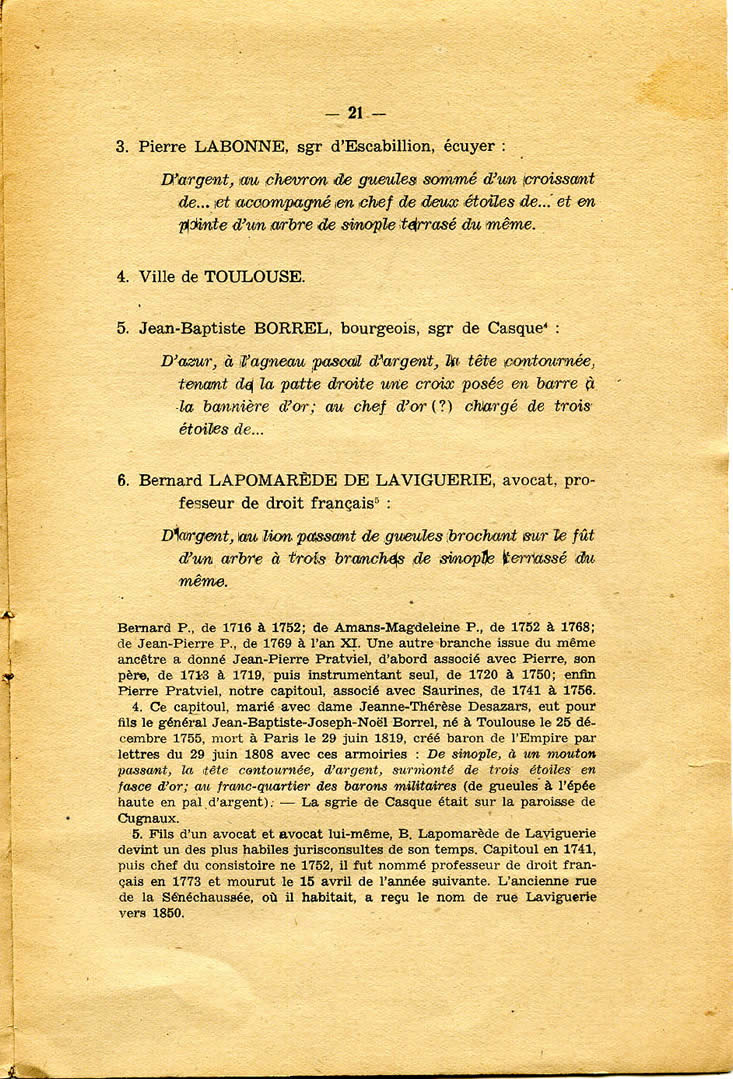 — 21 —
3. Pierre LABONNE, sgr d'Escabillion, écuyer :
D'argent, au chevron de gueules sommé d'un croissant
de... et accompagné en chef de deux étoiles de... et en
pointe d'un arbre de sinople terrasé du même.
4. Ville de TOULOUSE.
5. Jean-Baptiste BORREL, bourgeois, sgr de Casque⁴ :
D'azur, à l'agneau pascal d'argent, la tête contournée,
tenant de la patte droite une croix posée en barre à
la bannière d'or; au chef d'or (?) chargé de trois
étoiles de...
6. Bernard LAPOMARÈDE DE LAVIGUERIE, avocat, pro-
fesseur de droit français⁵ :
D'argent, au lion passant de gueules brochant sur le fût
d'un arbre à trois branches de sinople terrassé du
même.
Bernard P., de 1716 à 1752; de Amans-Magdeleine P., de 1752 à 1768;
de Jean-Pierre P., de 1769 à l'an XI. Une autre branche issue du même
ancêtre a donné Jean-Pierre Pratviel, d'abord associé avec Pierre, son
père, de 1713 à 1719, puis instrumentant seul, de 1720 à 1750; enfin
Pierre Pratviel, notre capitoul, associé avec Saurines, de 1741 à 1756.
4. Ce capitoul, marié avec dame Jeanne-Thérèse Desazars, eut pour
fils le général Jean-Baptiste-Joseph-Noël Borrel, né à Toulouse le 25 dé-
cembre 1755, mort à Paris le 29 juin 1819, créé baron de l'Empire par
lettres du 29 juin 1808 avec ces armoiries : De sinople, à un mouton
passant, la tête contournée, d'argent, surmonté de trois étoiles en
fasce d'or; au franc-quartier des barons militaires (de gueules à l'épée
haute en pal d'argent). — La sgrie de Casque était sur la paroisse de
Cugnaux.
5. Fils d'un avocat et avocat lui-même, B. Lapomarède de Laviguerie
devint un des plus habiles jurisconsultes de son temps. Capitoul en 1741,
puis chef du consistoire ne 1752, il fut nommé professeur de droit fran-
çais en 1773 et mourut le 15 avril de l'année suivante. L'ancienne rue
de la Sénéchaussée, où il habitait, a reçu le nom de rue Laviguerie
vers 1850.